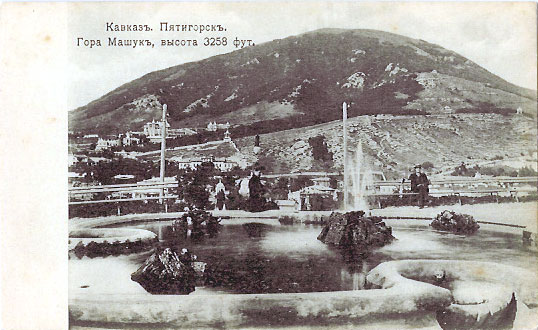 Кавказъ. Пятигорскъ.
Гора Машукъ, высота 3258 фут.